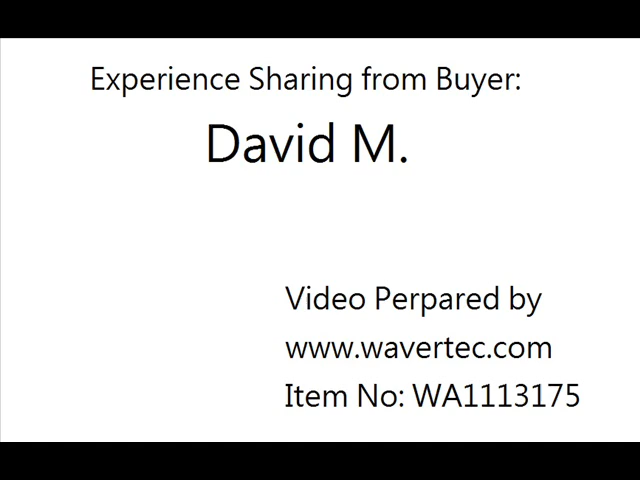 Experience Sharing from Buyer:
David M.
Video Perpared by
www.wavertec.com
Item No: WA1113175